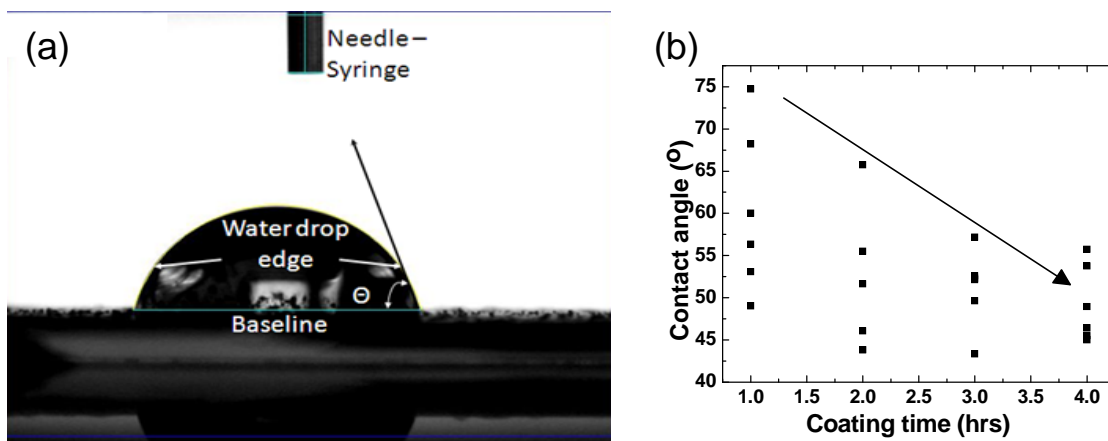 (a)
Needle–
Syringe
Water drop
edge
Θ
Baseline
(b)
75
70
65
60
55
50
45
40
1.0 1.5 2.0 2.5 3.0 3.5 4.0
Contact angle (o)
Coating time (hrs)